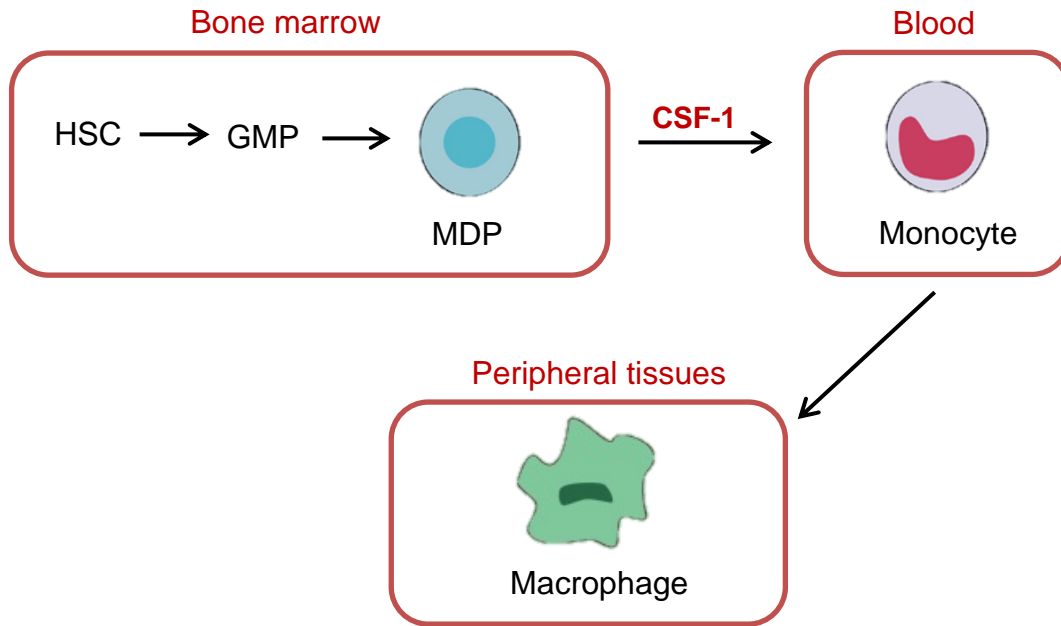 Bone marrow
Blood
HSC
GMP
MDP
CSF-1
Monocyte
Peripheral tissues
Macrophage